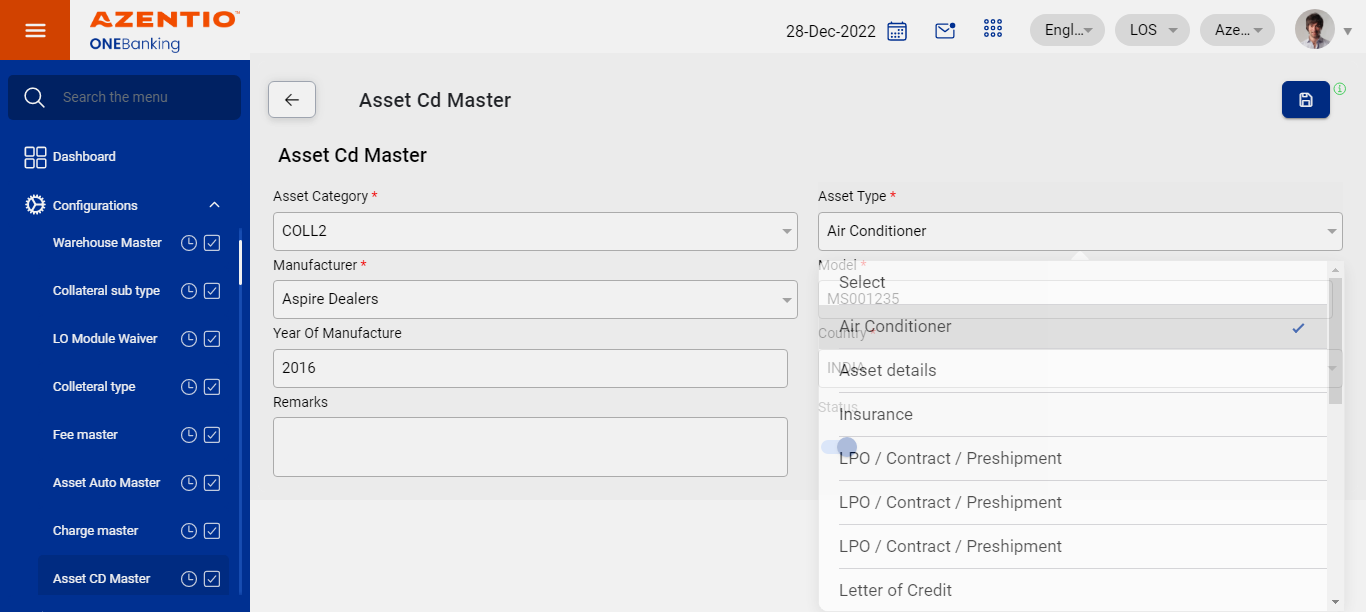 AZENTIO™
ONEBanking
28-Dec-2022
Engl...
LOS
Aze...
Search the menu
Dashboard
Configurations
Warehouse Master
Collateral sub type
LO Module Waiver
Colleteral type
Fee master
Asset Auto Master
Charge master
Asset CD Master
Asset Cd Master
Asset Cd Master
Asset Category *
COLL2
Asset Type *
Air Conditioner
Manufacturer *
Aspire Dealers
Model *
MS001235
Year Of Manufacture
2016
Country *
INDIA
Remarks
Status
Select
Air Conditioner
Asset details
Insurance
LPO / Contract / Preshipment
LPO / Contract / Preshipment
LPO / Contract / Preshipment
Letter of Credit